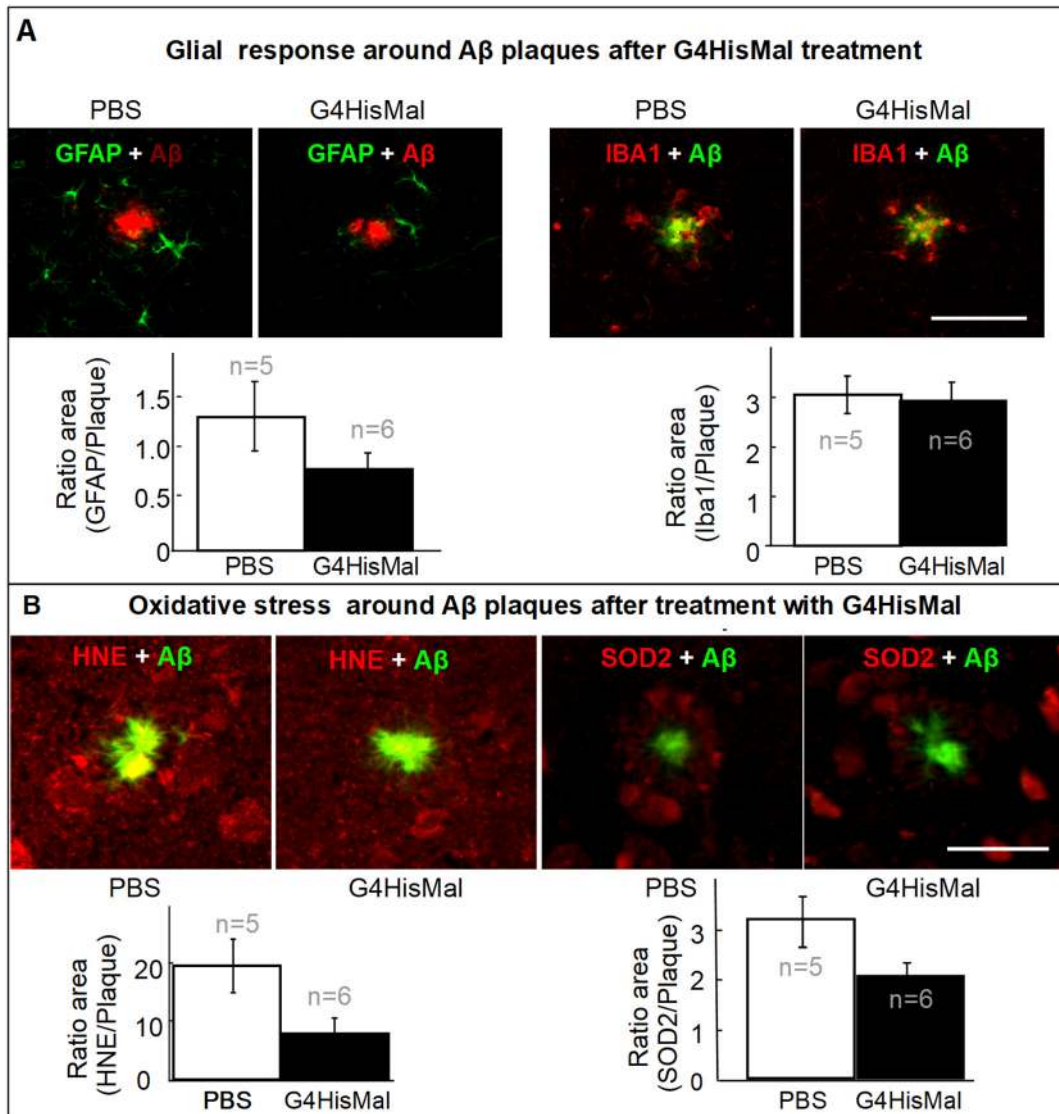 A
Glial response around Aβ plaques after G4HisMal treatment
PBS
G4HisMal
PBS
G4HisMal
GFAP + Aβ
GFAP + Aβ
IBA1 + Aβ
IBA1 + Aβ
Ratio area
(GFAP/Plaque)
1.5
1.0
0.5
0
n=5
n=6
PBS
G4HisMal
Ratio area
(Iba1/Plaque)
3
2
1
0
n=5
n=6
PBS
G4HisMal
B
Oxidative stress around Aβ plaques after treatment with G4HisMal
HNE + Aβ
HNE + Aβ
SOD2 + Aβ
SOD2 + Aβ
PBS
G4HisMal
PBS
G4HisMal
Ratio area
(HNE/Plaque)
20
10
0
n=5
n=6
PBS
G4HisMal
Ratio area
(SOD2/Plaque)
3
2
1
0
n=5
n=6
PBS
G4HisMal